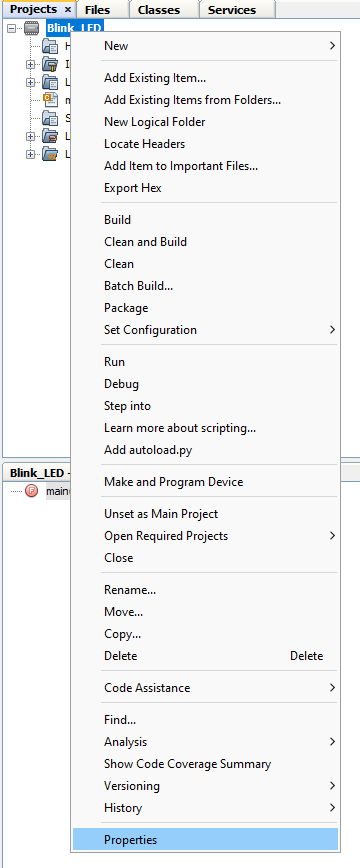 Projects × Files Classes Services
Blink_LED
H
New
I
L
Add Existing Item...
m
Add Existing Items from Folders...
S
New Logical Folder
L
Locate Headers
L
Add Item to Important Files...
Export Hex
Build
Clean and Build
Clean
Batch Build...
Package
Set Configuration
Run
Debug
Step into
Learn more about scripting...
Add autoload.py
Blink_LED -
Make and Program Device
main(
Unset as Main Project
Open Required Projects
Close
Rename...
Move...
Copy...
Delete Delete
Code Assistance
Find...
Analysis
Show Code Coverage Summary
Versioning
History
Properties